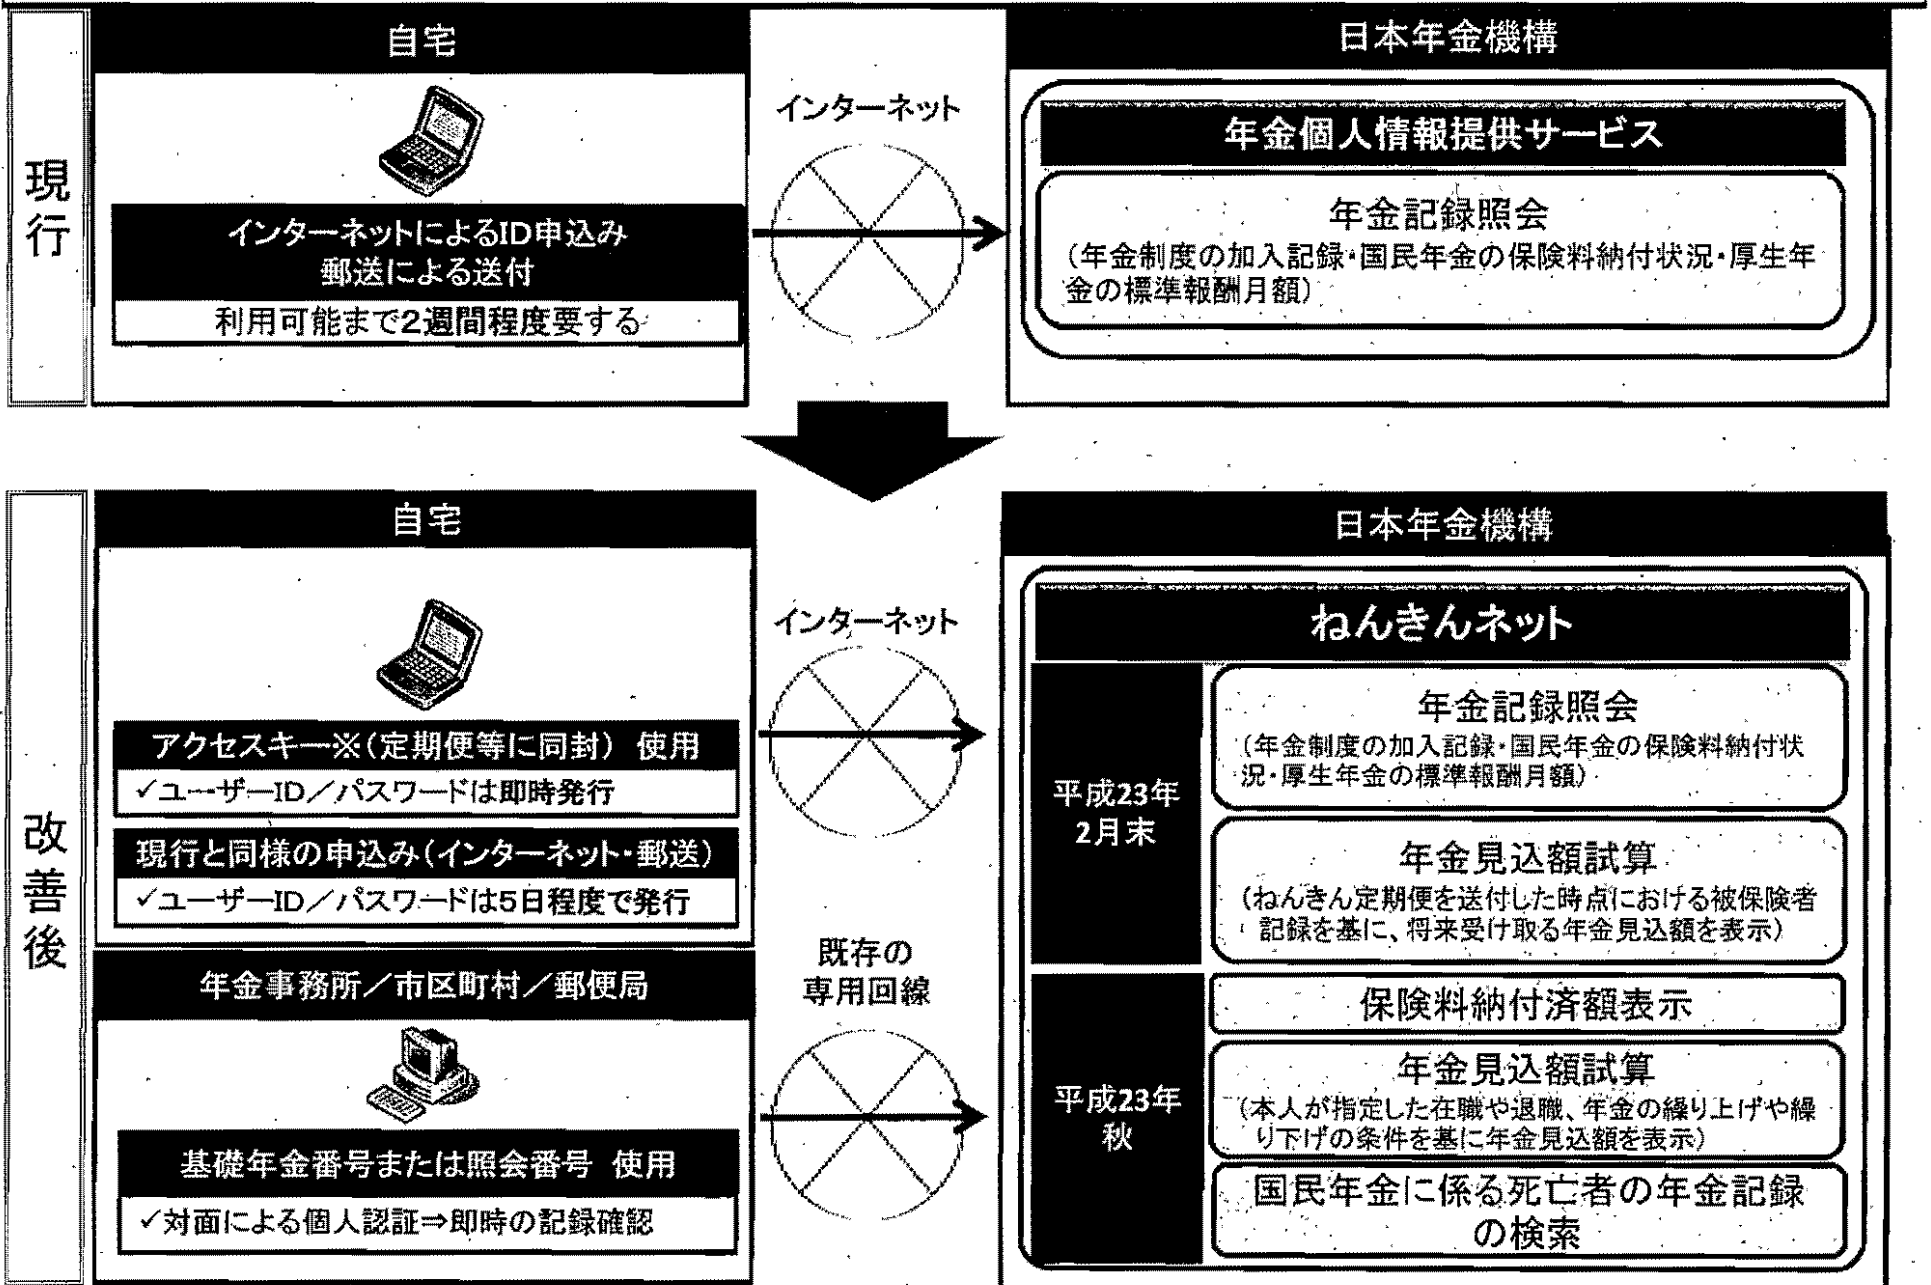 現行
自宅
インターネットによるID申込み
郵送による送付
利用可能まで2週間程度要する
インターネット
日本年金機構
年金個人情報提供サービス
年金記録照会
(年金制度の加入記録・国民年金の保険料納付状況・厚生年
金の標準報酬月額)
改善後
自宅
アクセスキー※(定期便等に同封) 使用
✓ユーザーID/パスワードは即時発行
現行と同様の申込み(インターネット・郵送)
✓ユーザーID/パスワードは5日程度で発行
年金事務所/市区町村/郵便局
基礎年金番号または照会番号 使用
✓対面による個人認証⇒即時の記録確認
インターネット
既存の
専用回線
日本年金機構
ねんきんネット
平成23年
2月末
年金記録照会
(年金制度の加入記録・国民年金の保険料納付状
況・厚生年金の標準報酬月額)
年金見込額試算
(ねんきん定期便を送付した時点における被保険者
記録を基に、将来受け取る年金見込額を表示)
平成23年
秋
保険料納付済額表示
年金見込額試算
(本人が指定した在職や退職、年金の繰り上げや繰
り下げの条件を基に年金見込額を表示)
国民年金に係る死亡者の年金記録
の検索